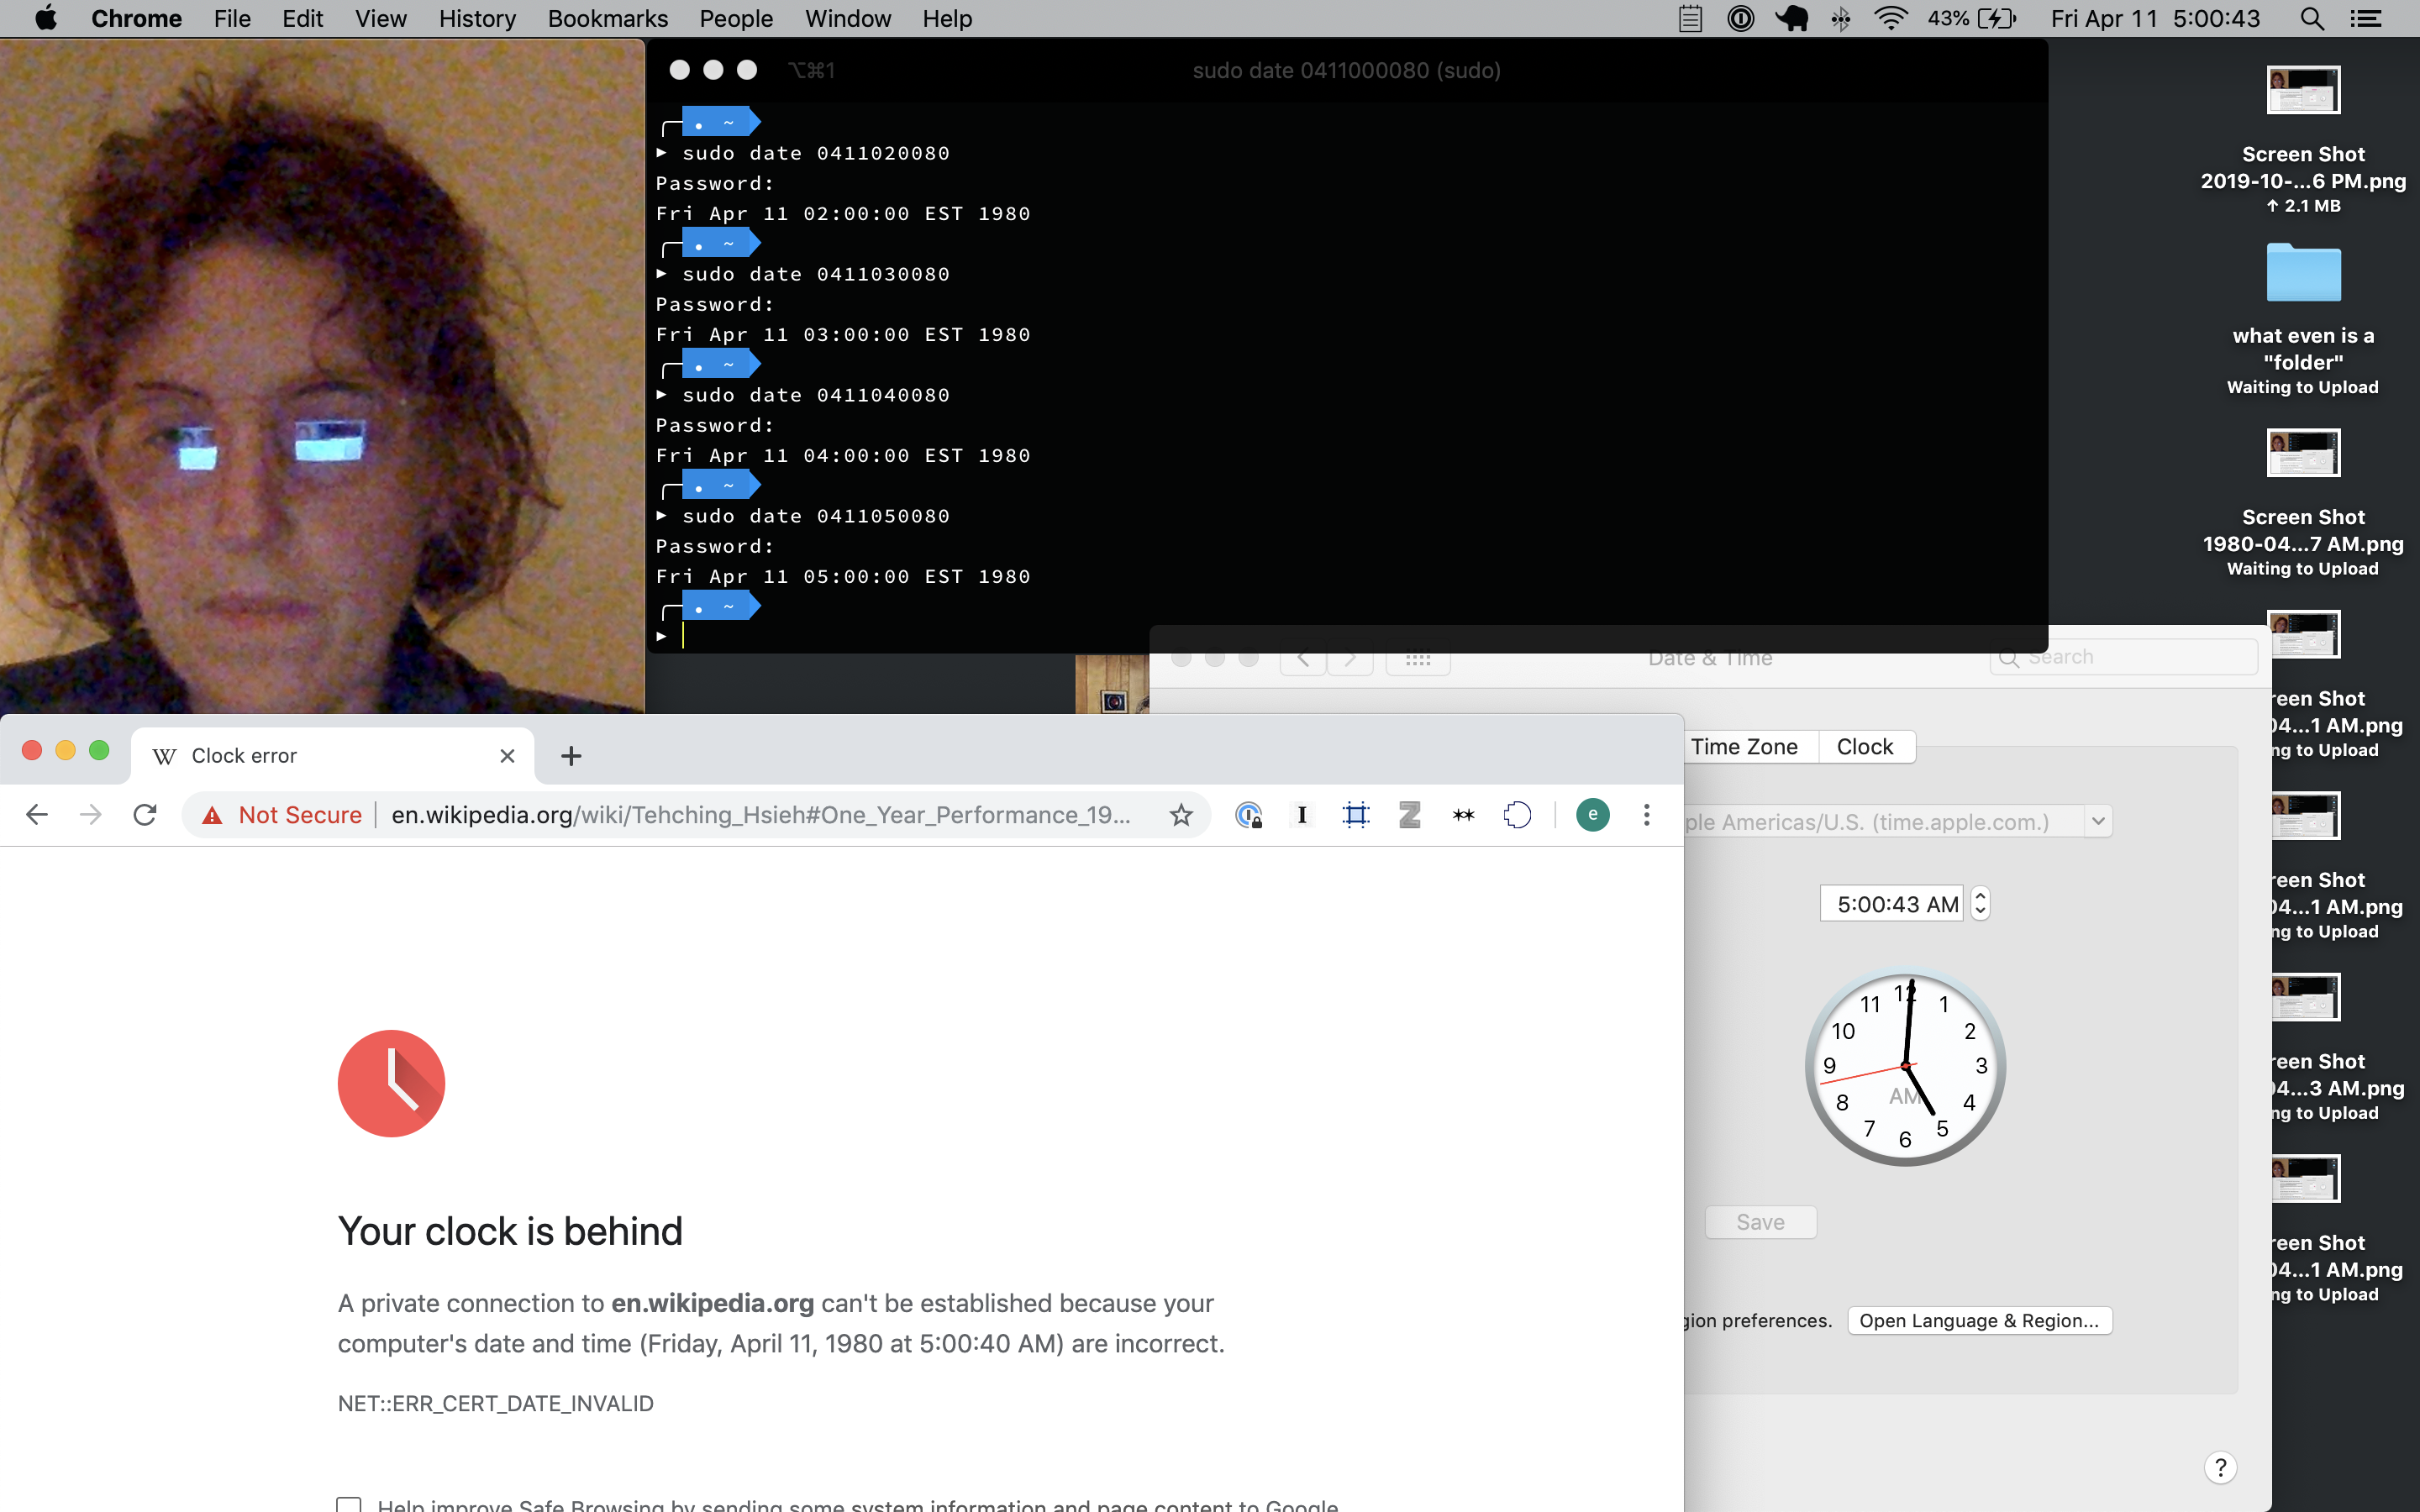 Chrome File Edit View History Bookmarks People Window Help 43% Fri Apr 11 5:00:43
⌥⌘1 sudo date 0411000080 (sudo)
. ~
▶ sudo date 0411020080
Password:
Fri Apr 11 02:00:00 EST 1980
. ~
▶ sudo date 0411030080
Password:
Fri Apr 11 03:00:00 EST 1980
. ~
▶ sudo date 0411040080
Password:
Fri Apr 11 04:00:00 EST 1980
. ~
▶ sudo date 0411050080
Password:
Fri Apr 11 05:00:00 EST 1980
. ~
▶
Date & Time Search
Time Zone Clock
ple Americas/U.S. (time.apple.com.)
5:00:43 AM
12
11 1
10 2
9 3
AM
8 4
7 5
6
Save
gion preferences. Open Language & Region...
?
Clock error
Not Secure en.wikipedia.org/wiki/Tehching_Hsieh#One_Year_Performance_19... e
Your clock is behind
A private connection to en.wikipedia.org can't be established because your
computer's date and time (Friday, April 11, 1980 at 5:00:40 AM) are incorrect.
NET::ERR_CERT_DATE_INVALID
Help improve Safe Browsing by sending some system information and page content to Google
Screen Shot
2019-10-...6 PM.png
↑ 2.1 MB
what even is a
"folder"
Waiting to Upload
Screen Shot
1980-04...7 AM.png
Waiting to Upload
reen Shot
04...1 AM.png
ng to Upload
reen Shot
04...1 AM.png
ng to Upload
reen Shot
04...3 AM.png
ng to Upload
reen Shot
04...1 AM.png
ng to Upload